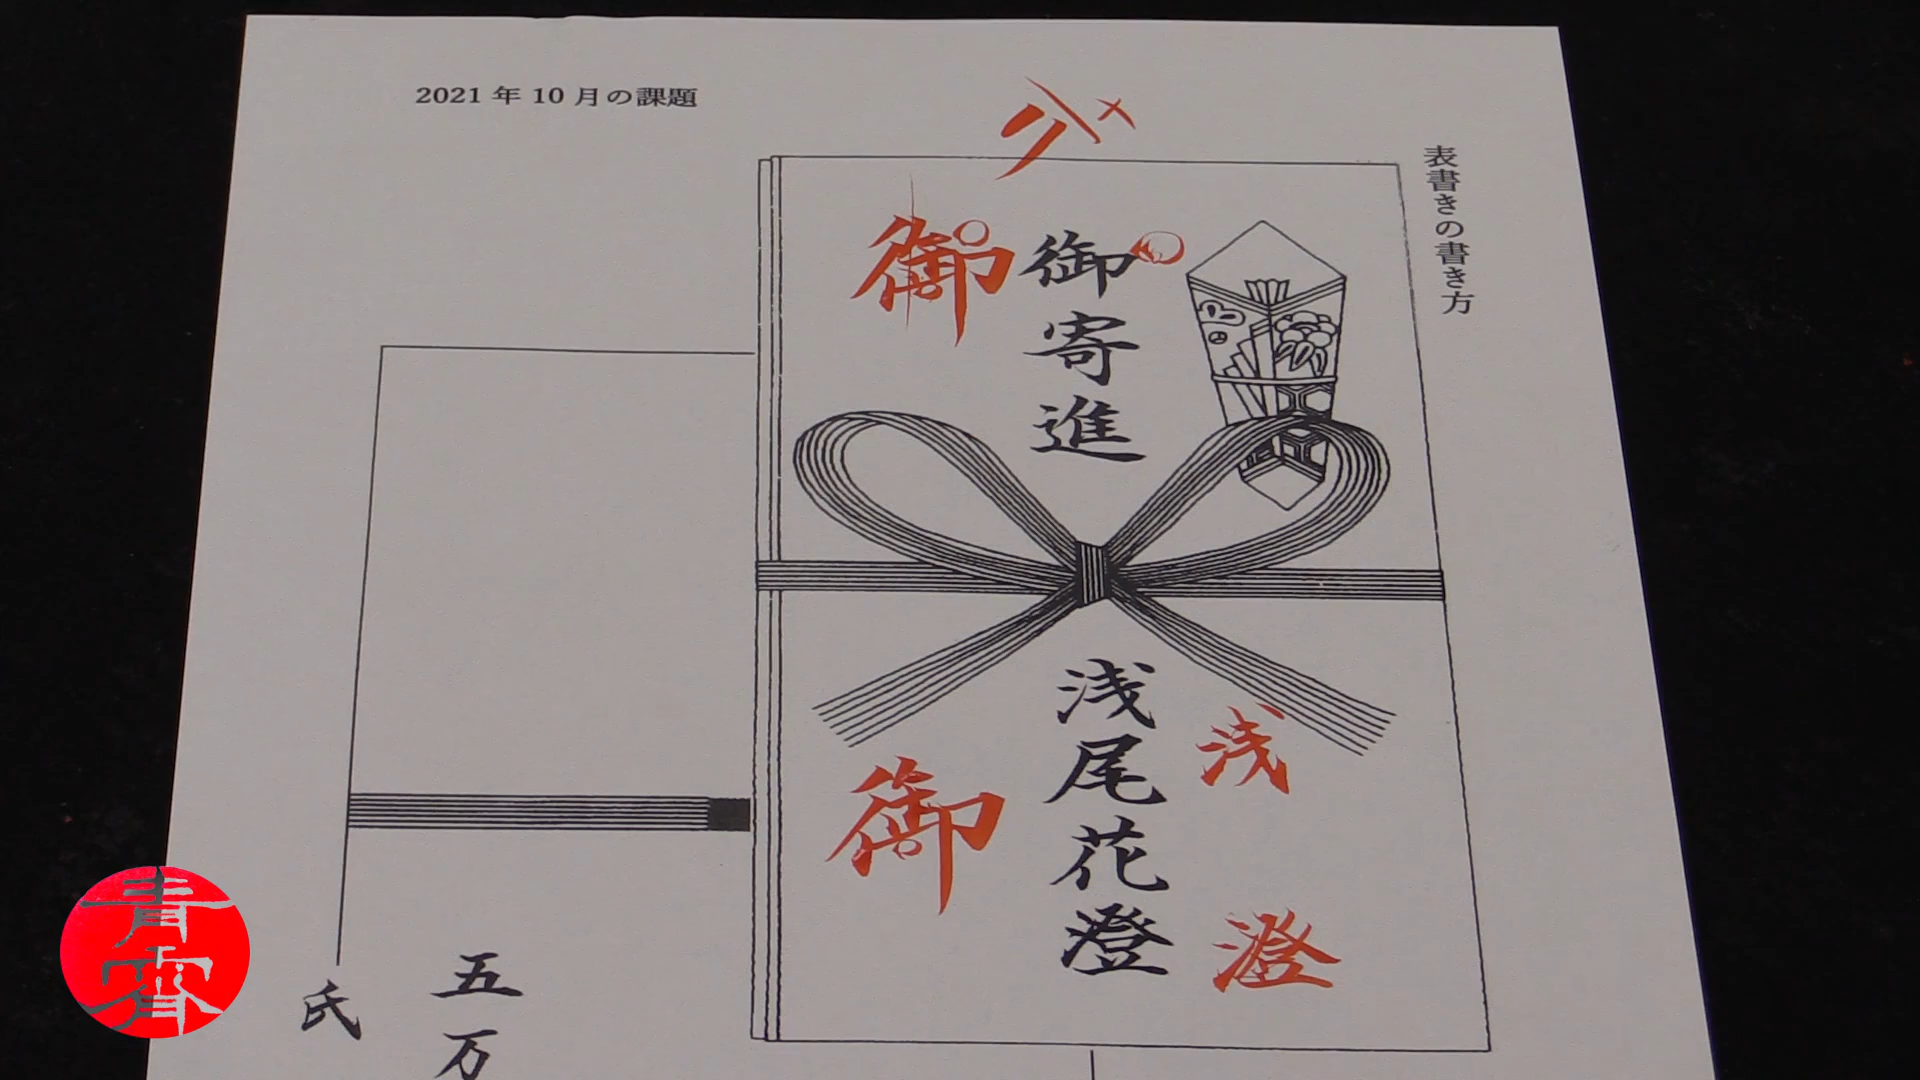 2021年10月の課題
表書きの書き方
御寄進
浅尾花澄
御
御
浅
澄
五万
氏
青霄